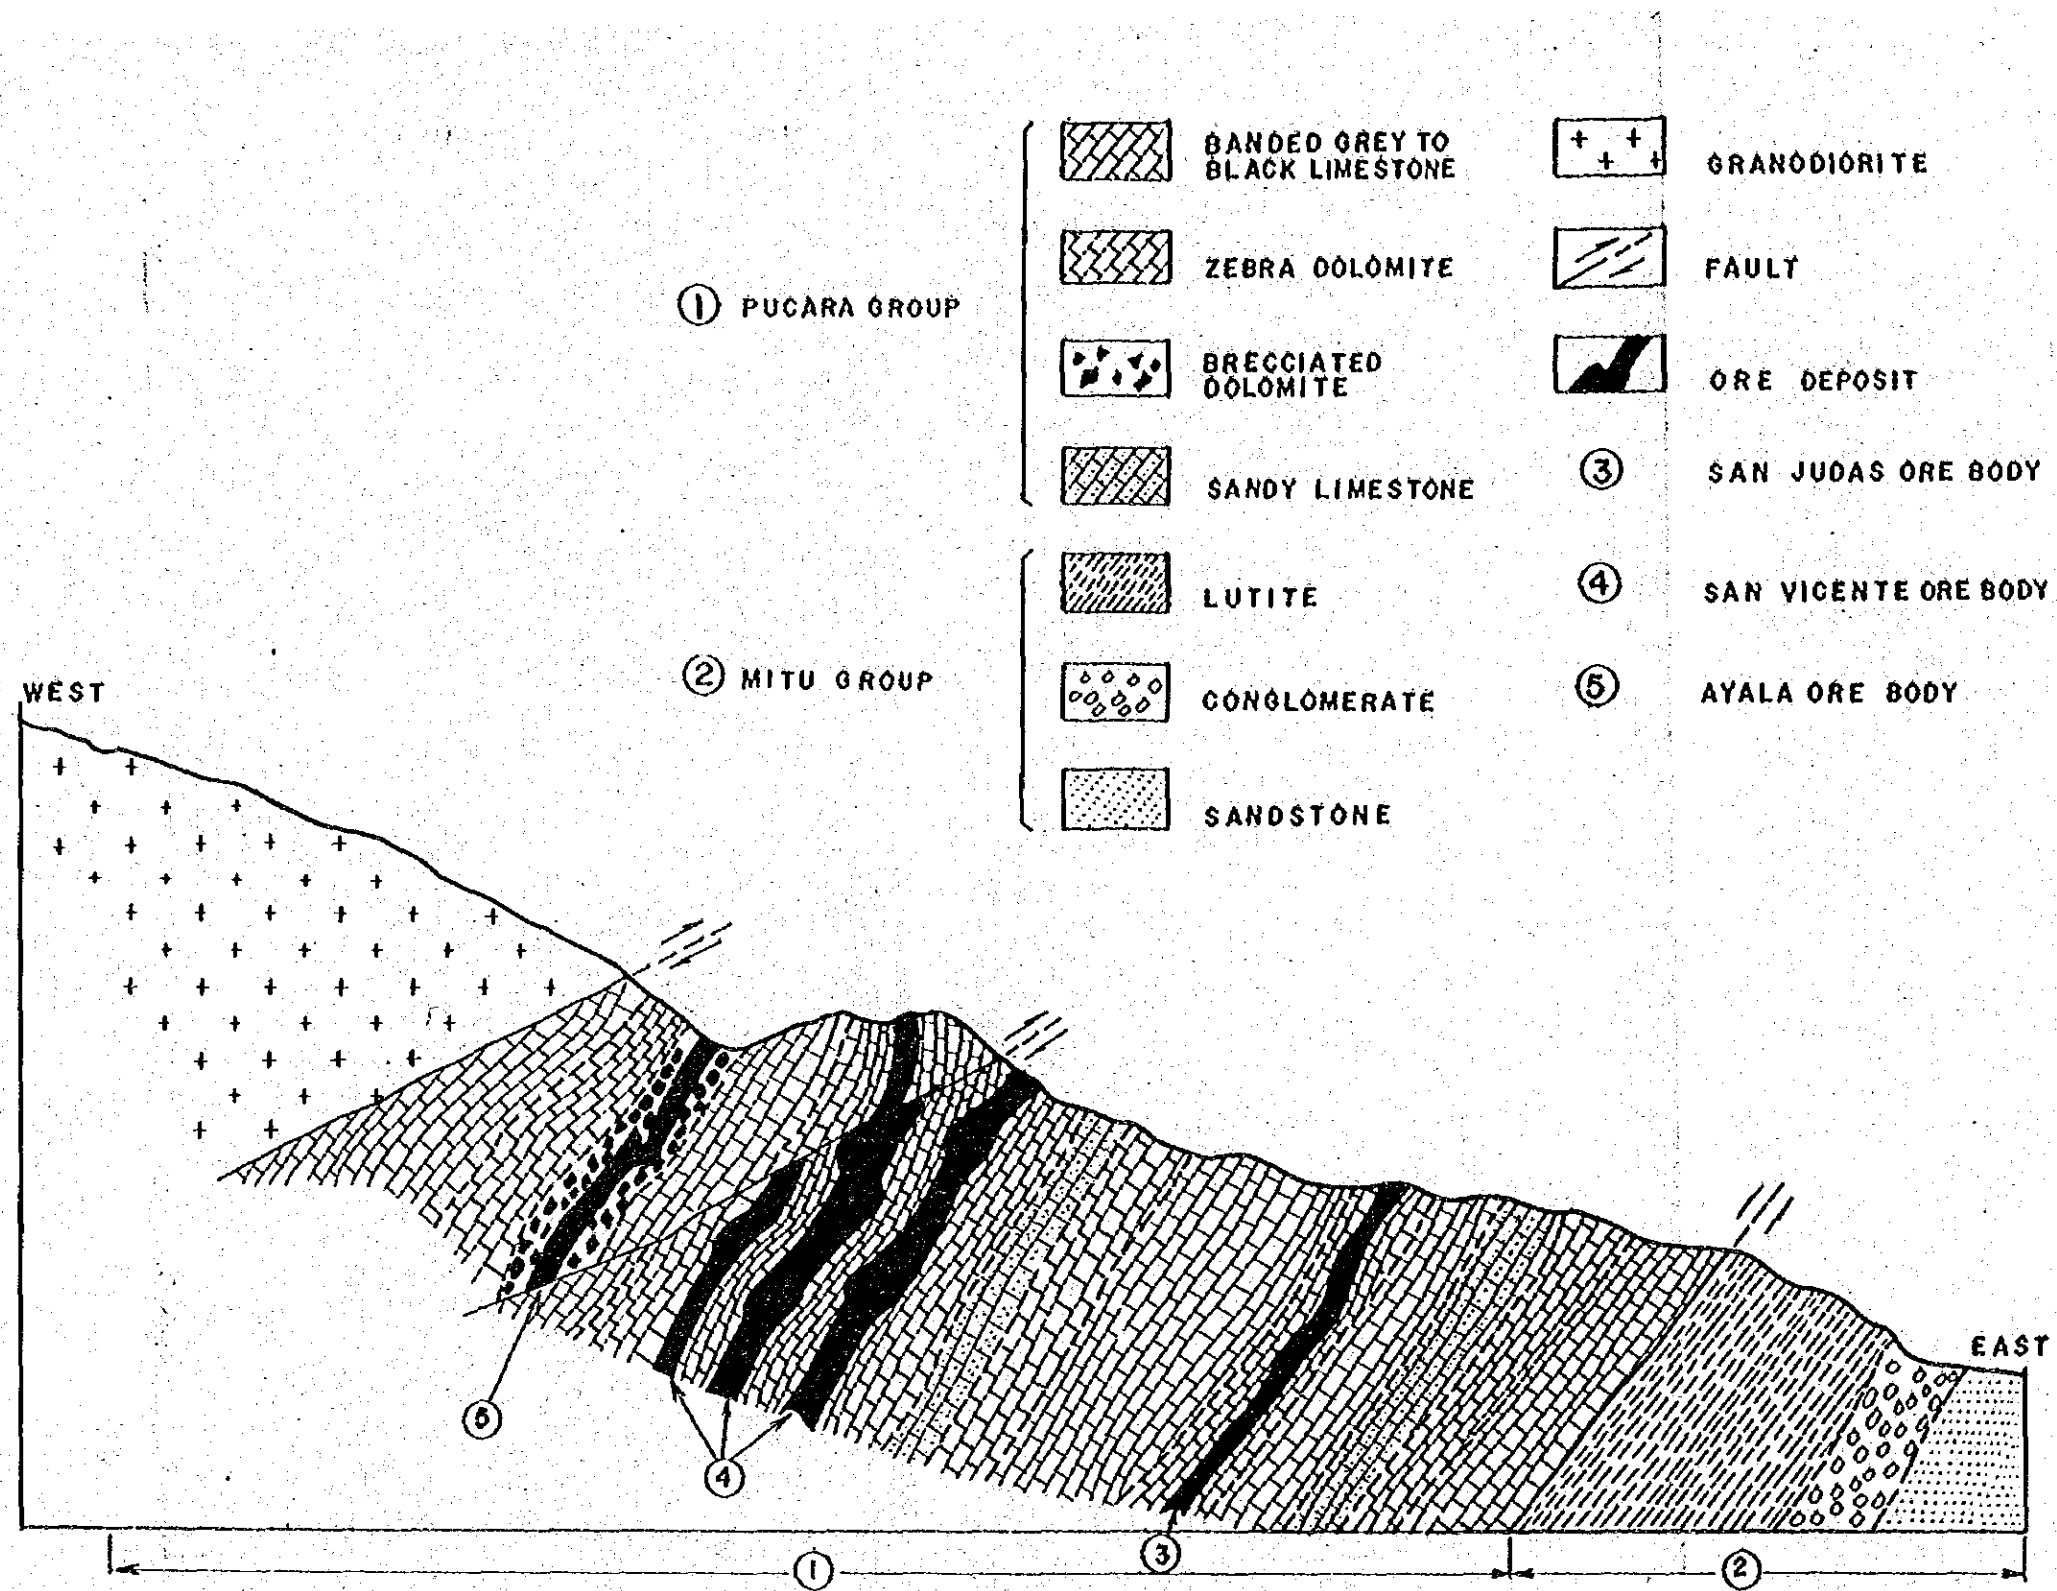 ① PUCARA GROUP
BANDED GREY TO
BLACK LIMESTONE
ZEBRA DOLOMITE
BRECCIATED
DOLOMITE
SANDY LIMESTONE
② MITU GROUP
LUTITE
CONGLOMERATE
SANDSTONE
GRANODIORITE
FAULT
ORE DEPOSIT
③ SAN JUDAS ORE BODY
④ SAN VICENTE ORE BODY
⑤ AYALA ORE BODY
WEST
EAST
⑤
④
③
①
②